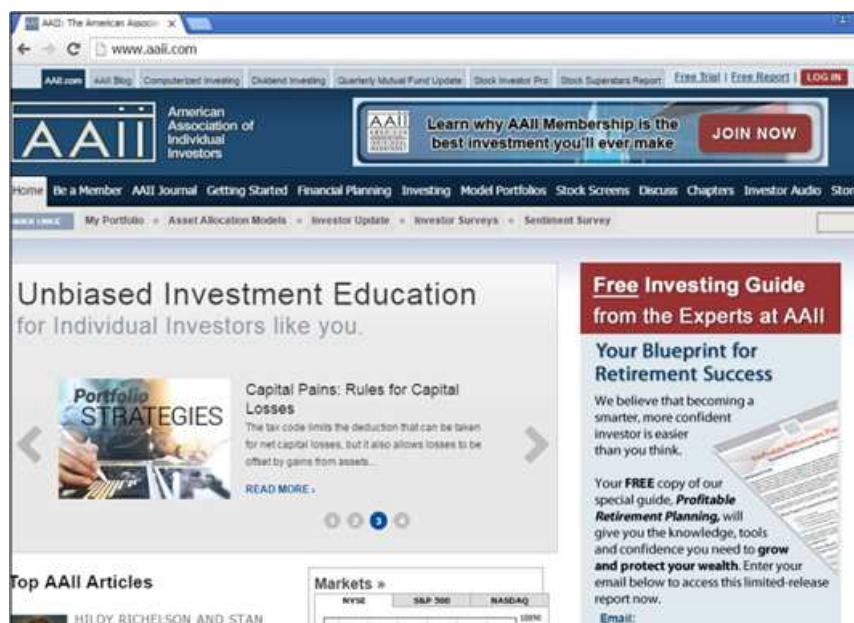 AAII: The American Associ
www.aaii.com
AAII.com AAII Blog Computerized Investing Dividend Investing Quarterly Mutual Fund Update Stock Investor Pro Stock Superstars Report Free Trial | Free Report | LOG IN
AAII
American
Association of
Individual
Investors
AAII
Learn why AAII Membership is the
best investment you'll ever make
JOIN NOW
Home Be a Member AAII Journal Getting Started Financial Planning Investing Model Portfolios Stock Screens Discuss Chapters Investor Audio Stor
QUICK LINKS My Portfolio Asset Allocation Models Investor Update Investor Surveys Sentiment Survey
Unbiased Investment Education
for Individual Investors like you.
Portfolio
STRATEGIES
Capital Pains: Rules for Capital
Losses
The tax code limits the deduction that can be taken
for net capital losses, but it also allows losses to be
offset by gains from assets...
READ MORE ›
1 2 3 4
Free Investing Guide
from the Experts at AAII
Your Blueprint for
Retirement Success
We believe that becoming a
smarter, more confident
investor is easier
than you think.
Your FREE copy of our
special guide, Profitable
Retirement Planning, will
give you the knowledge, tools
and confidence you need to grow
and protect your wealth. Enter your
email below to access this limited-release
report now.
Email:
Top AAII Articles
HILDY RICHELSON AND STAN
Markets »
NYSE S&P 500 NASDAQ